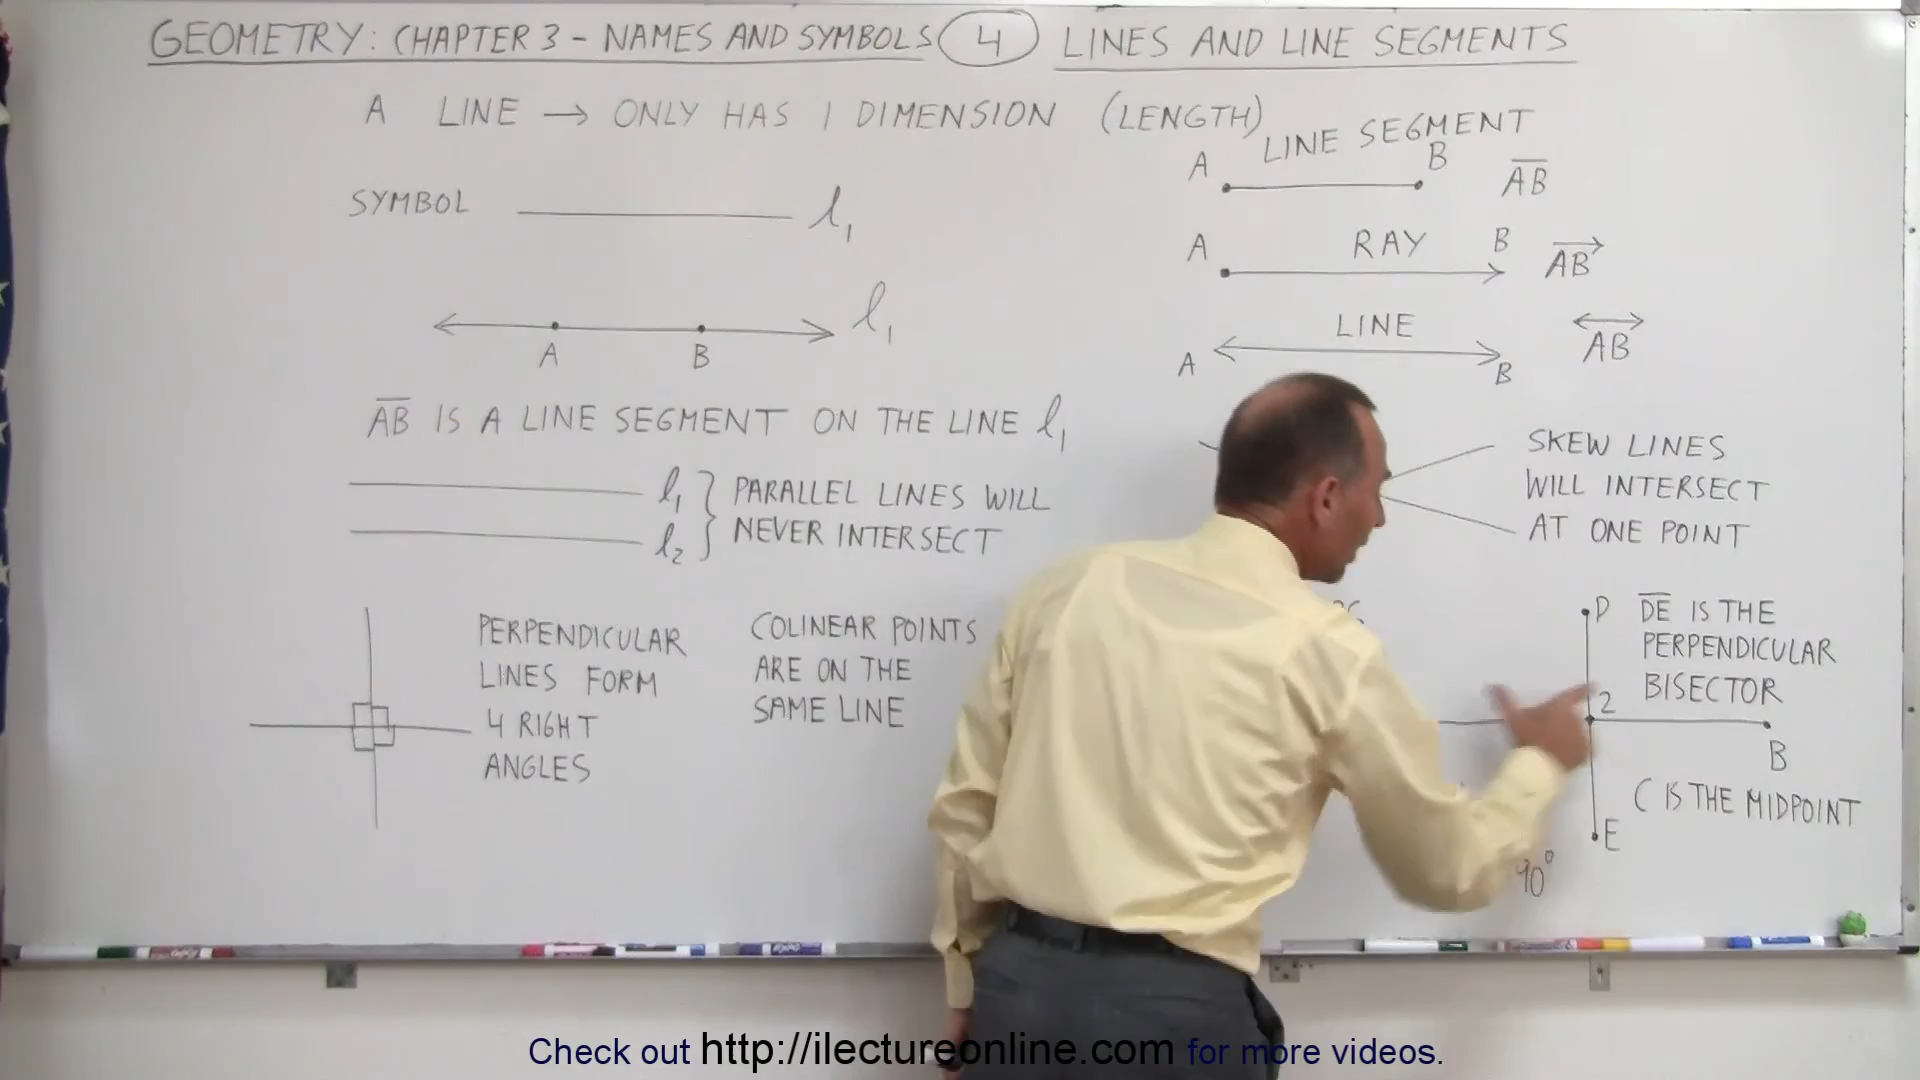 GEOMETRY: CHAPTER 3 - NAMES AND SYMBOLS 4 LINES AND LINE SEGMENTS
A LINE → ONLY HAS 1 DIMENSION (LENGTH)
SYMBOL l₁
l₁
A B
A̅B̅ IS A LINE SEGMENT ON THE LINE l₁
l₁ } PARALLEL LINES WILL
l₂ } NEVER INTERSECT
PERPENDICULAR
LINES FORM
4 RIGHT
ANGLES
COLINEAR POINTS
ARE ON THE
SAME LINE
LINE SEGMENT
A B A̅B̅
A RAY B AB→
LINE
A B AB↔
SKEW LINES
WILL INTERSECT
AT ONE POINT
D D̅E̅ IS THE
PERPENDICULAR
2 BISECTOR
B
C IS THE MIDPOINT
E
90°
Check out http://ilectureonline.com for more videos.